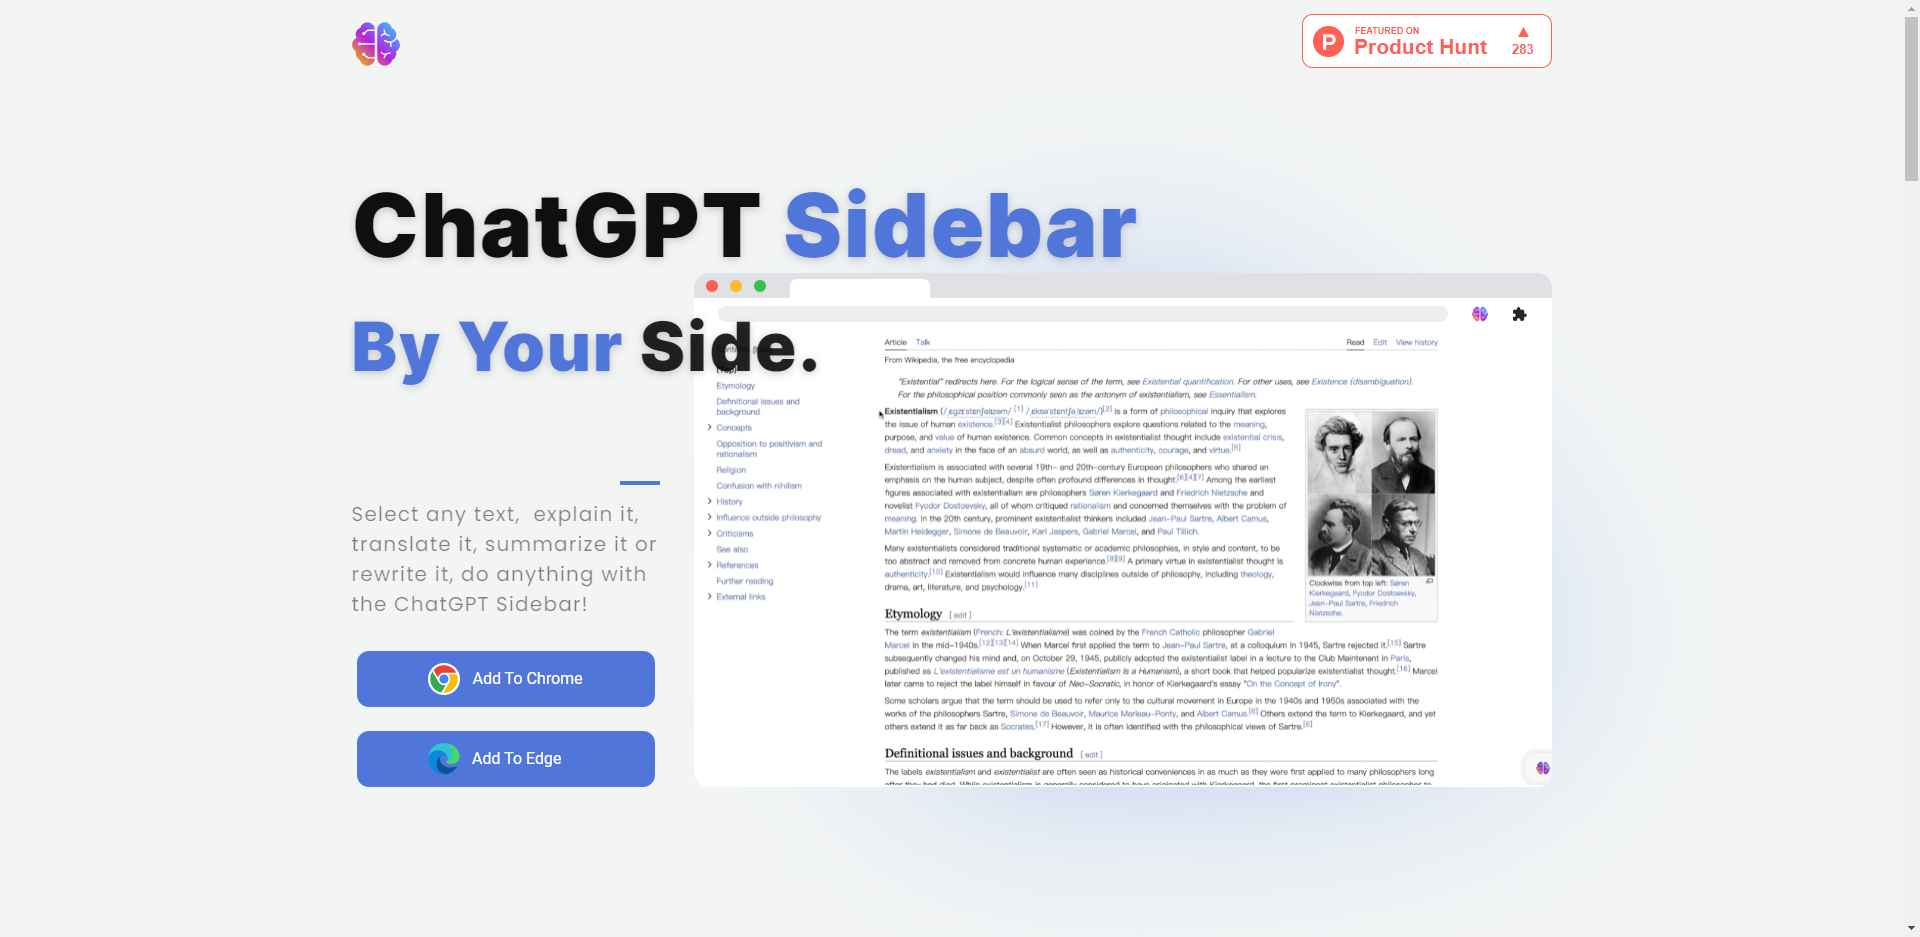 FEATURED ON
Product Hunt
283
ChatGPT Sidebar
By Your Side.
Select any text, explain it,
translate it, summarize it or
rewrite it, do anything with
the ChatGPT Sidebar!
Add To Chrome
Add To Edge
Etymology
Definitional issues and
background
Concepts
Opposition to positivism and
rationalism
Religion
Confusion with nihilism
History
Influence outside philosophy
Criticisms
See also
References
Further reading
External links
Article Talk Read Edit View history
From Wikipedia, the free encyclopedia
"Existential" redirects here. For the logical sense of the term, see Existential quantification. For other uses, see Existence (disambiguation).
For the philosophical position commonly seen as the antonym of existentialism, see Essentialism.
Existentialism [1] [2] is a form of philosophical inquiry that explores
the issue of human existence.[3][4] Existentialist philosophers explore questions related to the meaning,
purpose, and value of human existence. Common concepts in existentialist thought include existential crisis,
dread, and anxiety in the face of an absurd world, as well as authenticity, courage, and virtue.[5]
Existentialism is associated with several 19th- and 20th-century European philosophers who shared an
emphasis on the human subject, despite often profound differences in thought.[6][4][7] Among the earliest
figures associated with existentialism are philosophers Søren Kierkegaard and Friedrich Nietzsche and
novelist Fyodor Dostoevsky, all of whom critiqued rationalism and concerned themselves with the problem of
meaning. In the 20th century, prominent existentialist thinkers included Jean-Paul Sartre, Albert Camus,
Martin Heidegger, Simone de Beauvoir, Karl Jaspers, Gabriel Marcel, and Paul Tillich.
Many existentialists considered traditional systematic or academic philosophies, in style and content, to be
too abstract and removed from concrete human experience.[8][9] A primary virtue in existentialist thought is
authenticity.[10] Existentialism would influence many disciplines outside of philosophy, including theology,
drama, art, literature, and psychology.[11]
Clockwise from top left: Søren
Kierkegaard, Fyodor Dostoevsky,
Jean-Paul Sartre, Friedrich
Nietzsche.
Etymology [ edit ]
The term existentialism (French: L'existentialisme) was coined by the French Catholic philosopher Gabriel
Marcel in the mid-1940s.[12][13][14] When Marcel first applied the term to Jean-Paul Sartre, at a colloquium in 1945, Sartre rejected it.[15] Sartre
subsequently changed his mind and, on October 29, 1945, publicly adopted the existentialist label in a lecture to the Club Maintenant in Paris,
published as L'existentialisme est un humanisme (Existentialism is a Humanism), a short book that helped popularize existentialist thought.[16] Marcel
later came to reject the label himself in favour of Neo-Socratic, in honor of Kierkegaard's essay "On the Concept of Irony".
Some scholars argue that the term should be used to refer only to the cultural movement in Europe in the 1940s and 1950s associated with the
works of the philosophers Sartre, Simone de Beauvoir, Maurice Merleau-Ponty, and Albert Camus.[6] Others extend the term to Kierkegaard, and yet
others extend it as far back as Socrates.[17] However, it is often identified with the philosophical views of Sartre.[6]
Definitional issues and background [ edit ]
The labels existentialism and existentialist are often seen as historical conveniences in as much as they were first applied to many philosophers long